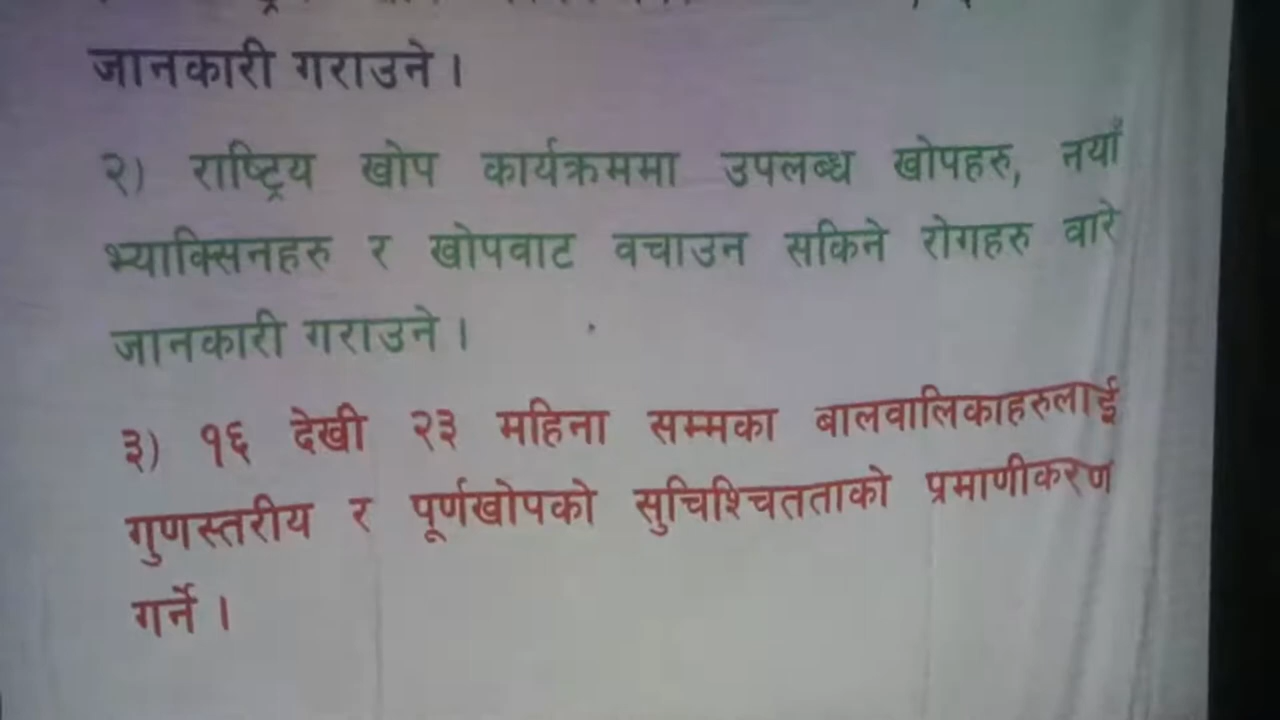 जानकारी गराउने ।
२) राष्ट्रिय खोप कार्यक्रममा उपलब्ध खोपहरु, नयाँ
भ्याक्सिनहरु र खोपवाट वचाउन सकिने रोगहरु वारे
जानकारी गराउने ।
३) १६ देखी २३ महिना सम्मका बालवालिकाहरुलाई
गुणस्तरीय र पूर्णखोपको सुचिश्चितताको प्रमाणीकरण
गर्ने ।